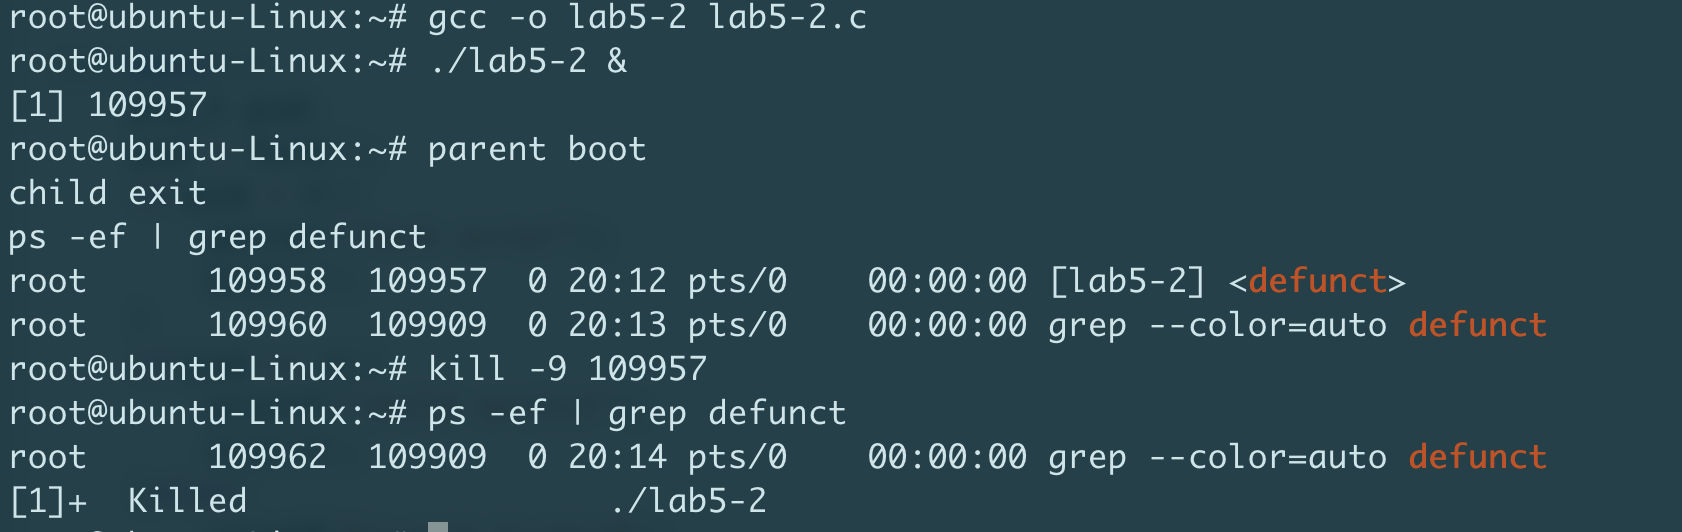 root@ubuntu-Linux:~# gcc -o lab5-2 lab5-2.c
root@ubuntu-Linux:~# ./lab5-2 &
[1] 109957
root@ubuntu-Linux:~# parent boot
child exit
ps -ef | grep defunct
root      109958  109957  0 20:12 pts/0    00:00:00 [lab5-2] <defunct>
root      109960  109909  0 20:13 pts/0    00:00:00 grep --color=auto defunct
root@ubuntu-Linux:~# kill -9 109957
root@ubuntu-Linux:~# ps -ef | grep defunct
root      109962  109909  0 20:14 pts/0    00:00:00 grep --color=auto defunct
[1]+  Killed                  ./lab5-2